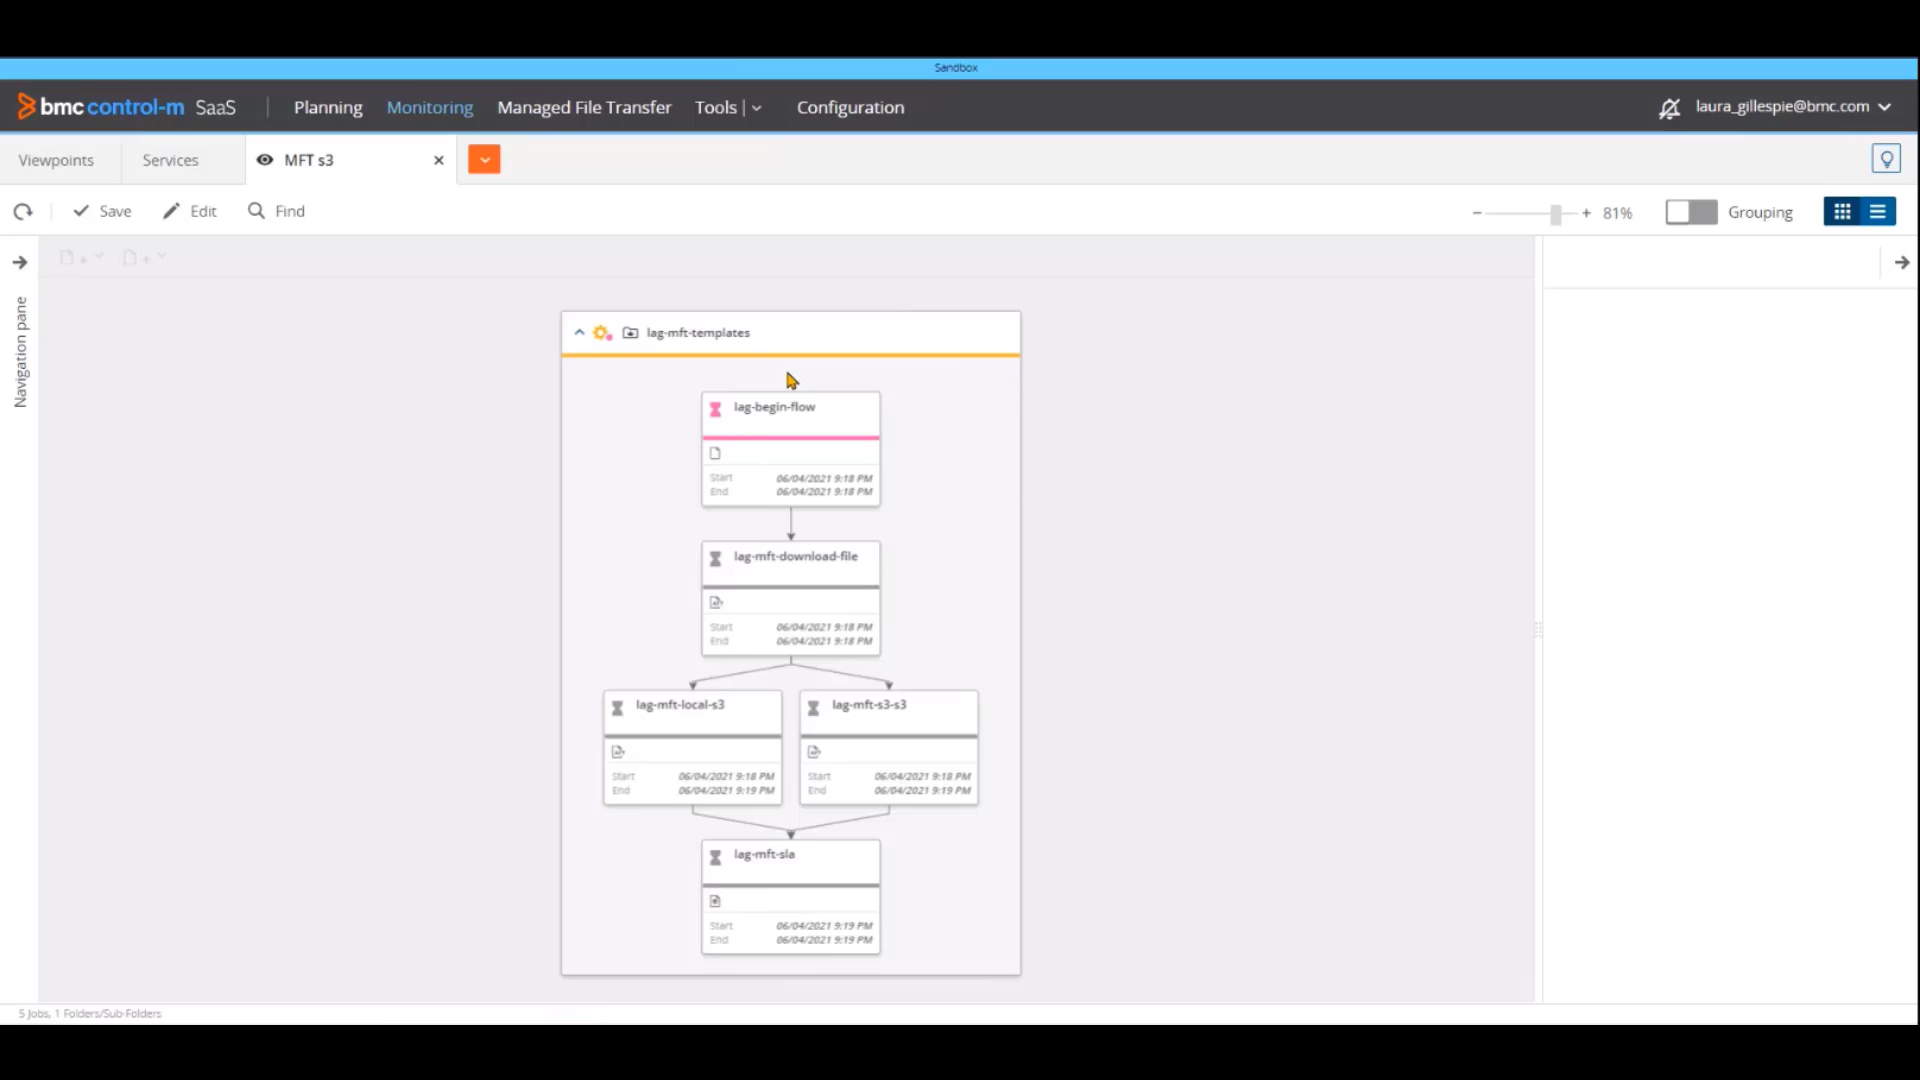 Sandbox
bmc control-m SaaS Planning Monitoring Managed File Transfer Tools Configuration laura_gillespie@bmc.com
Viewpoints Services MFT s3
Save Edit Find 81% Grouping
Navigation pane
lag-mft-templates
lag-begin-flow
Start 06/04/2021 9:18 PM
End 06/04/2021 9:18 PM
lag-mft-download-file
Start 06/04/2021 9:18 PM
End 06/04/2021 9:18 PM
lag-mft-local-s3
Start 06/04/2021 9:18 PM
End 06/04/2021 9:19 PM
lag-mft-s3-s3
Start 06/04/2021 9:18 PM
End 06/04/2021 9:19 PM
lag-mft-sla
Start 06/04/2021 9:19 PM
End 06/04/2021 9:19 PM
5 Jobs, 1 Folders/Sub-Folders